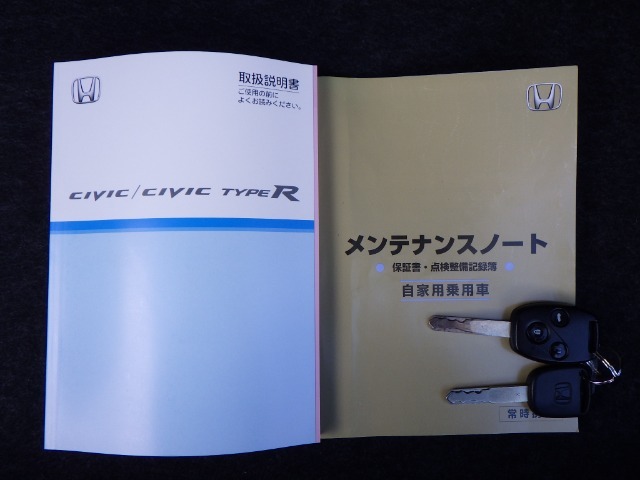 取扱説明書
ご使用の前に
よくお読みください。
CIVIC/CIVIC TYPE R
メンテナンスノート
保証書・点検整備記録簿
自家用乗用車
常時